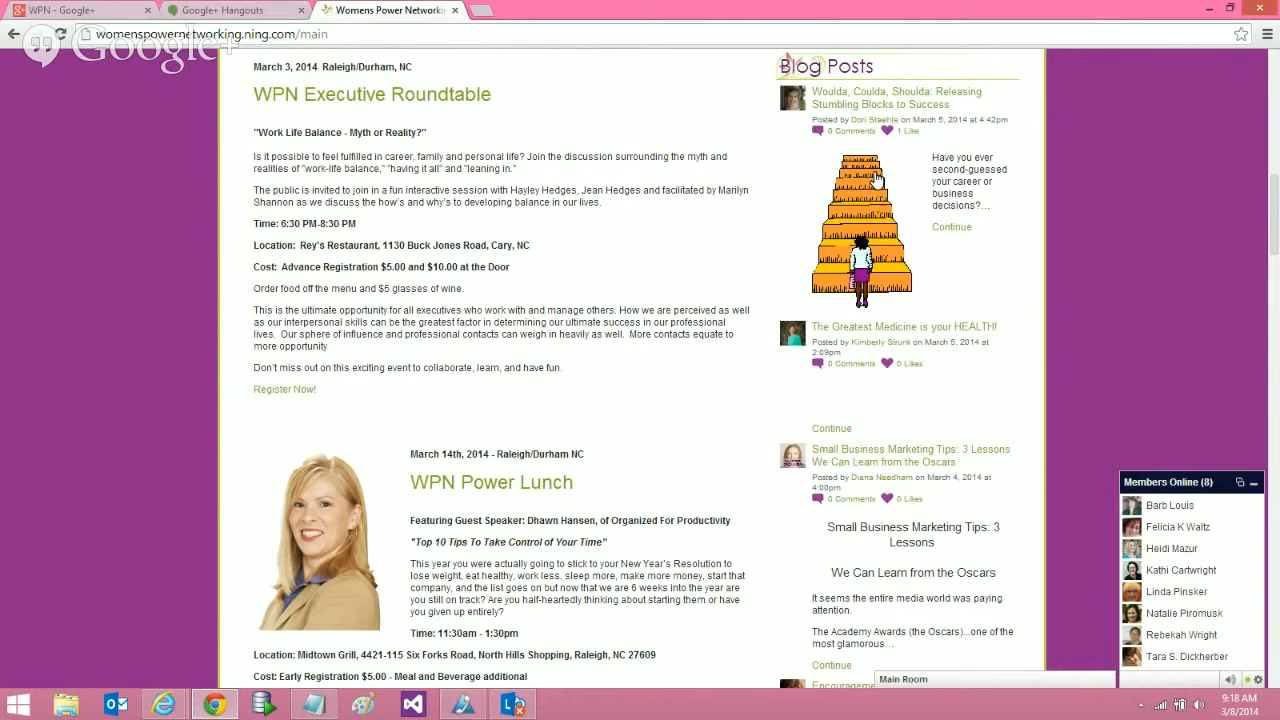 WPN - Google+
Google+ Hangouts
Womens Power Networkin
womenspowernetworking.ning.com/main
Google+
March 3, 2014 Raleigh/Durham, NC
WPN Executive Roundtable
"Work Life Balance - Myth or Reality?"
Is it possible to feel fulfilled in career, family and personal life? Join the discussion surrounding the myth and
realities of "work-life balance," "having it all" and "leaning in."
The public is invited to join in a fun interactive session with Hayley Hedges, Jean Hedges and facilitated by Marilyn
Shannon as we discuss the how's and why's to developing balance in our lives.
Time: 6:30 PM-8:30 PM
Location: Rey's Restaurant, 1130 Buck Jones Road, Cary, NC
Cost: Advance Registration $5.00 and $10.00 at the Door
Order food off the menu and $5 glasses of wine.
This is the ultimate opportunity for all executives who work with and manage others. How we are perceived as well
as our interpersonal skills can be the greatest factor in determining our ultimate success in our professional
lives. Our sphere of influence and professional contacts can weigh in heavily as well. More contacts equate to
more opportunity
Don't miss out on this exciting event to collaborate, learn, and have fun.
Register Now!
March 14th, 2014 - Raleigh/Durham NC
WPN Power Lunch
Featuring Guest Speaker: Dhawn Hansen, of Organized For Productivity
"Top 10 Tips To Take Control of Your Time"
This year you were actually going to stick to your New Year's Resolution to
lose weight, eat healthy, work less, sleep more, make more money, start that
company, and the list goes on but now that we are 6 weeks into the year are
you still on track? Are you half-heartedly thinking about starting them or have
you given up entirely?
Time: 11:30am - 1:30pm
Location: Midtown Grill, 4421-115 Six Forks Road, North Hills Shopping, Raleigh, NC 27609
Cost: Early Registration $5.00 - Meal and Beverage additional
Blog Posts
Woulda, Coulda, Shoulda: Releasing
Stumbling Blocks to Success
Posted by Dori Staehle on March 5, 2014 at 4:42pm
0 Comments 1 Like
Have you ever
second-guessed
your career or
business
decisions?…
Continue
The Greatest Medicine is your HEALTH!
Posted by Kimberly Strunk on March 5, 2014 at
2:09pm
0 Comments 0 Likes
Continue
Small Business Marketing Tips: 3 Lessons
We Can Learn from the Oscars
Posted by Diana Needham on March 4, 2014 at
4:00pm
0 Comments 0 Likes
Small Business Marketing Tips: 3
Lessons
We Can Learn from the Oscars
It seems the entire media world was paying
attention.
The Academy Awards (the Oscars)...one of the
most glamorous…
Continue
Encourageme
Main Room
Members Online (8)
Barb Louis
Felicia K Waltz
Heidi Mazur
Kathi Cartwright
Linda Pinsker
Natalie Piromusk
Rebekah Wright
Tara S. Dickherber
9:18 AM
3/8/2014